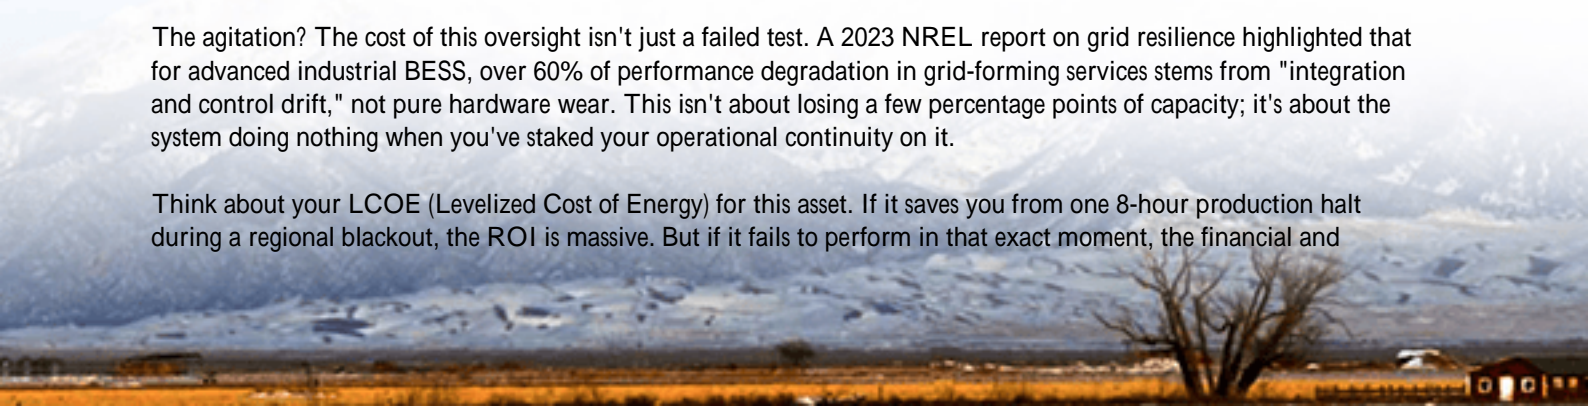 The agitation? The cost of this oversight isn't just a failed test. A 2023 NREL report on grid resilience highlighted that
for advanced industrial BESS, over 60% of performance degradation in grid-forming services stems from "integration
and control drift," not pure hardware wear. This isn't about losing a few percentage points of capacity; it's about the
system doing nothing when you've staked your operational continuity on it.
Think about your LCOE (Levelized Cost of Energy) for this asset. If it saves you from one 8-hour production halt
during a regional blackout, the ROI is massive. But if it fails to perform in that exact moment, the financial and